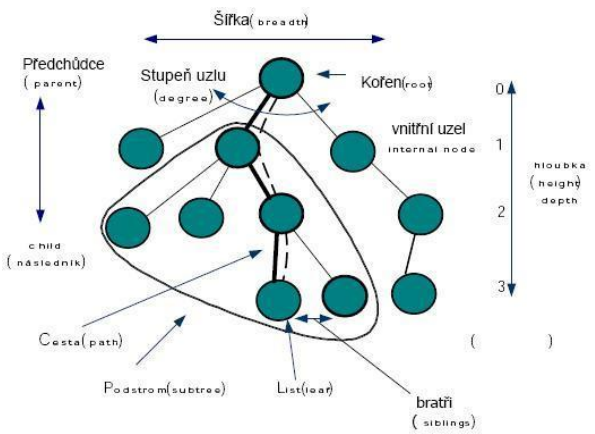 Šířka(breadth)
Předchůdce
(parent)
Stupeň uzlu
(degree)
Kořen(root)
0
vnitřní uzel
internal node
1
hloubka
(height)
depth
2
child
(následník)
3
Cesta(path)
( )
Podstrom(subtree)
List(leaf)
bratři
(siblings)